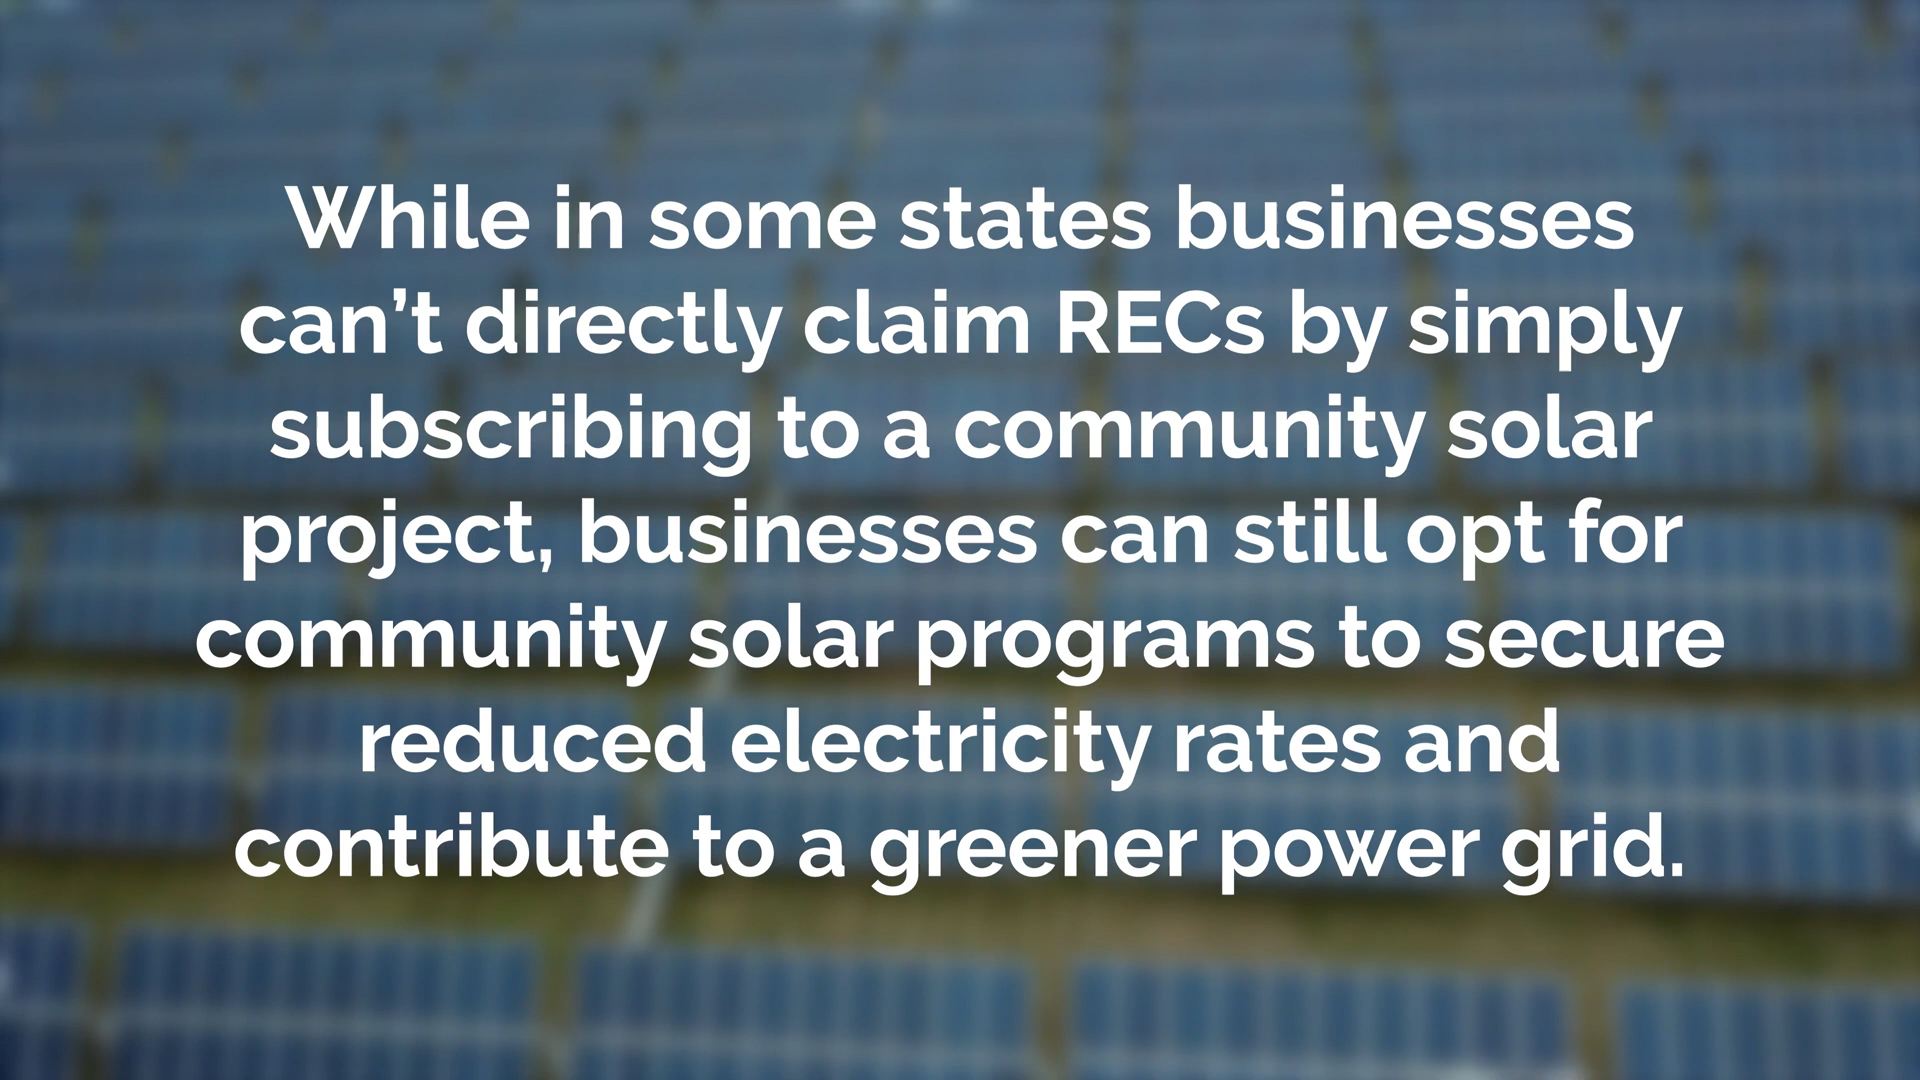 While in some states businesses
can’t directly claim RECs by simply
subscribing to a community solar
project, businesses can still opt for
community solar programs to secure
reduced electricity rates and
contribute to a greener power grid.